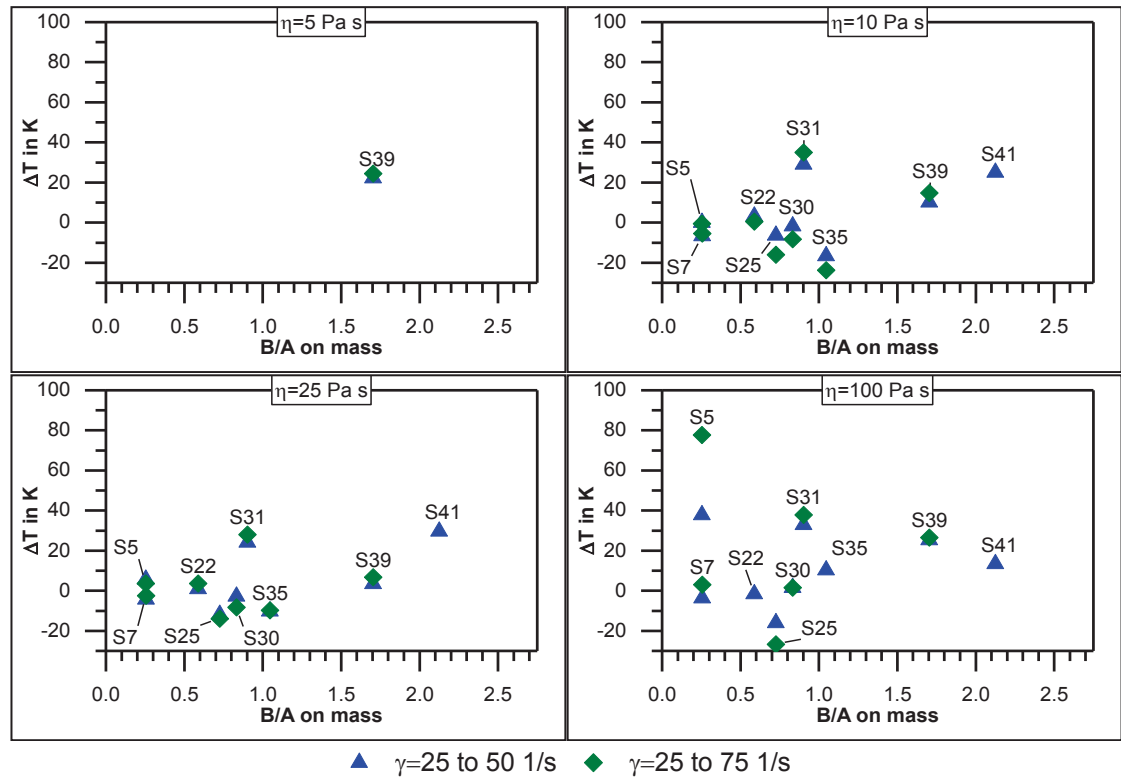 η=5 Pa s
100
80
60
40
20
0
-20
ΔT in K
S39
0.0 0.5 1.0 1.5 2.0 2.5
B/A on mass
η=10 Pa s
100
80
60
40
20
0
-20
ΔT in K
S31
S41
S5
S39
S22
S30
S35
S7
S25
0.0 0.5 1.0 1.5 2.0 2.5
B/A on mass
η=25 Pa s
100
80
60
40
20
0
-20
ΔT in K
S31
S41
S5
S22
S39
S35
S7
S25
S30
0.0 0.5 1.0 1.5 2.0 2.5
B/A on mass
η=100 Pa s
100
80
60
40
20
0
-20
ΔT in K
S5
S31
S39
S35
S41
S7
S22
S30
S25
0.0 0.5 1.0 1.5 2.0 2.5
B/A on mass
γ=25 to 50 1/s γ=25 to 75 1/s